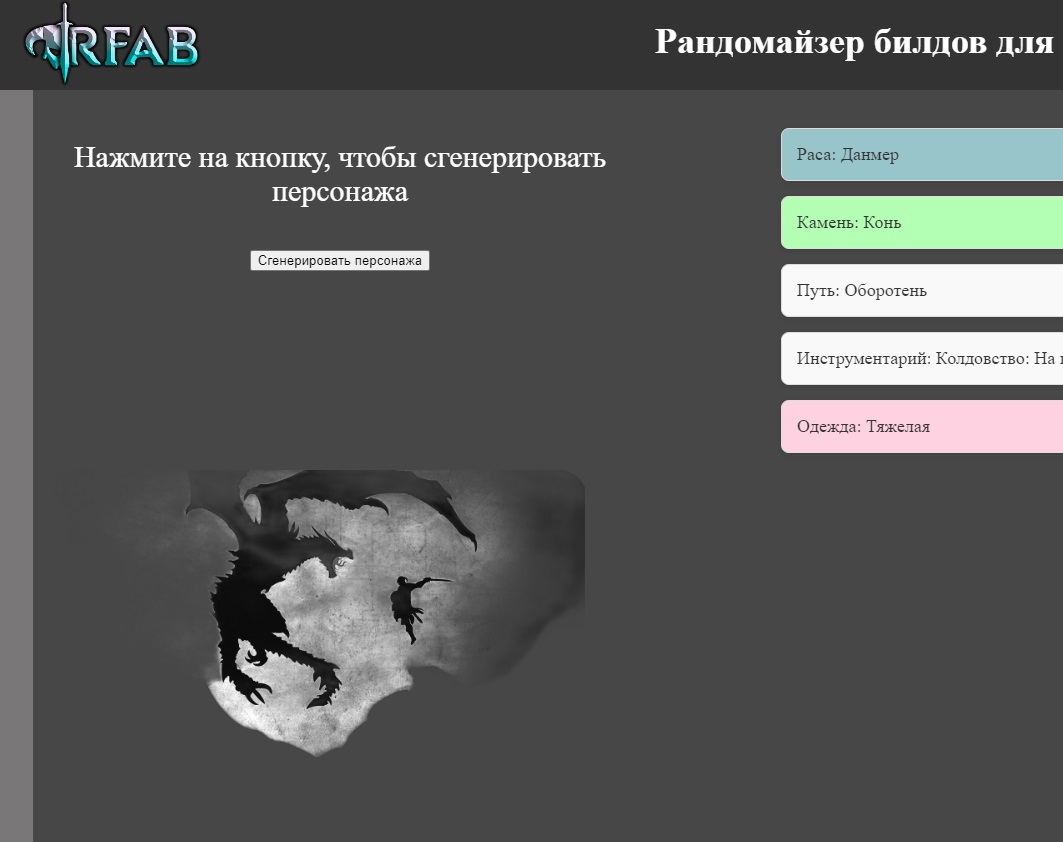 RFAB
Рандомайзер билдов для
Нажмите на кнопку, чтобы сгенерировать
персонажа
Сгенерировать персонажа
Раса: Данмер
Камень: Конь
Путь: Оборотень
Инструментарий: Колдовство: На
Одежда: Тяжелая